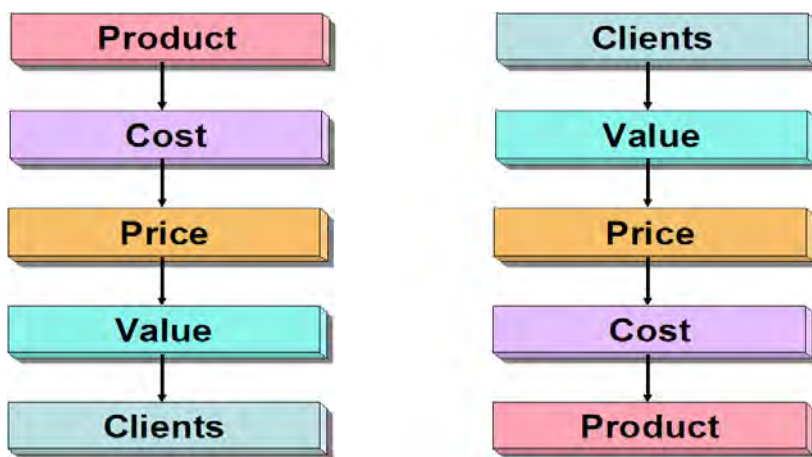 Product
Cost
Price
Value
Clients
Clients
Value
Price
Cost
Product